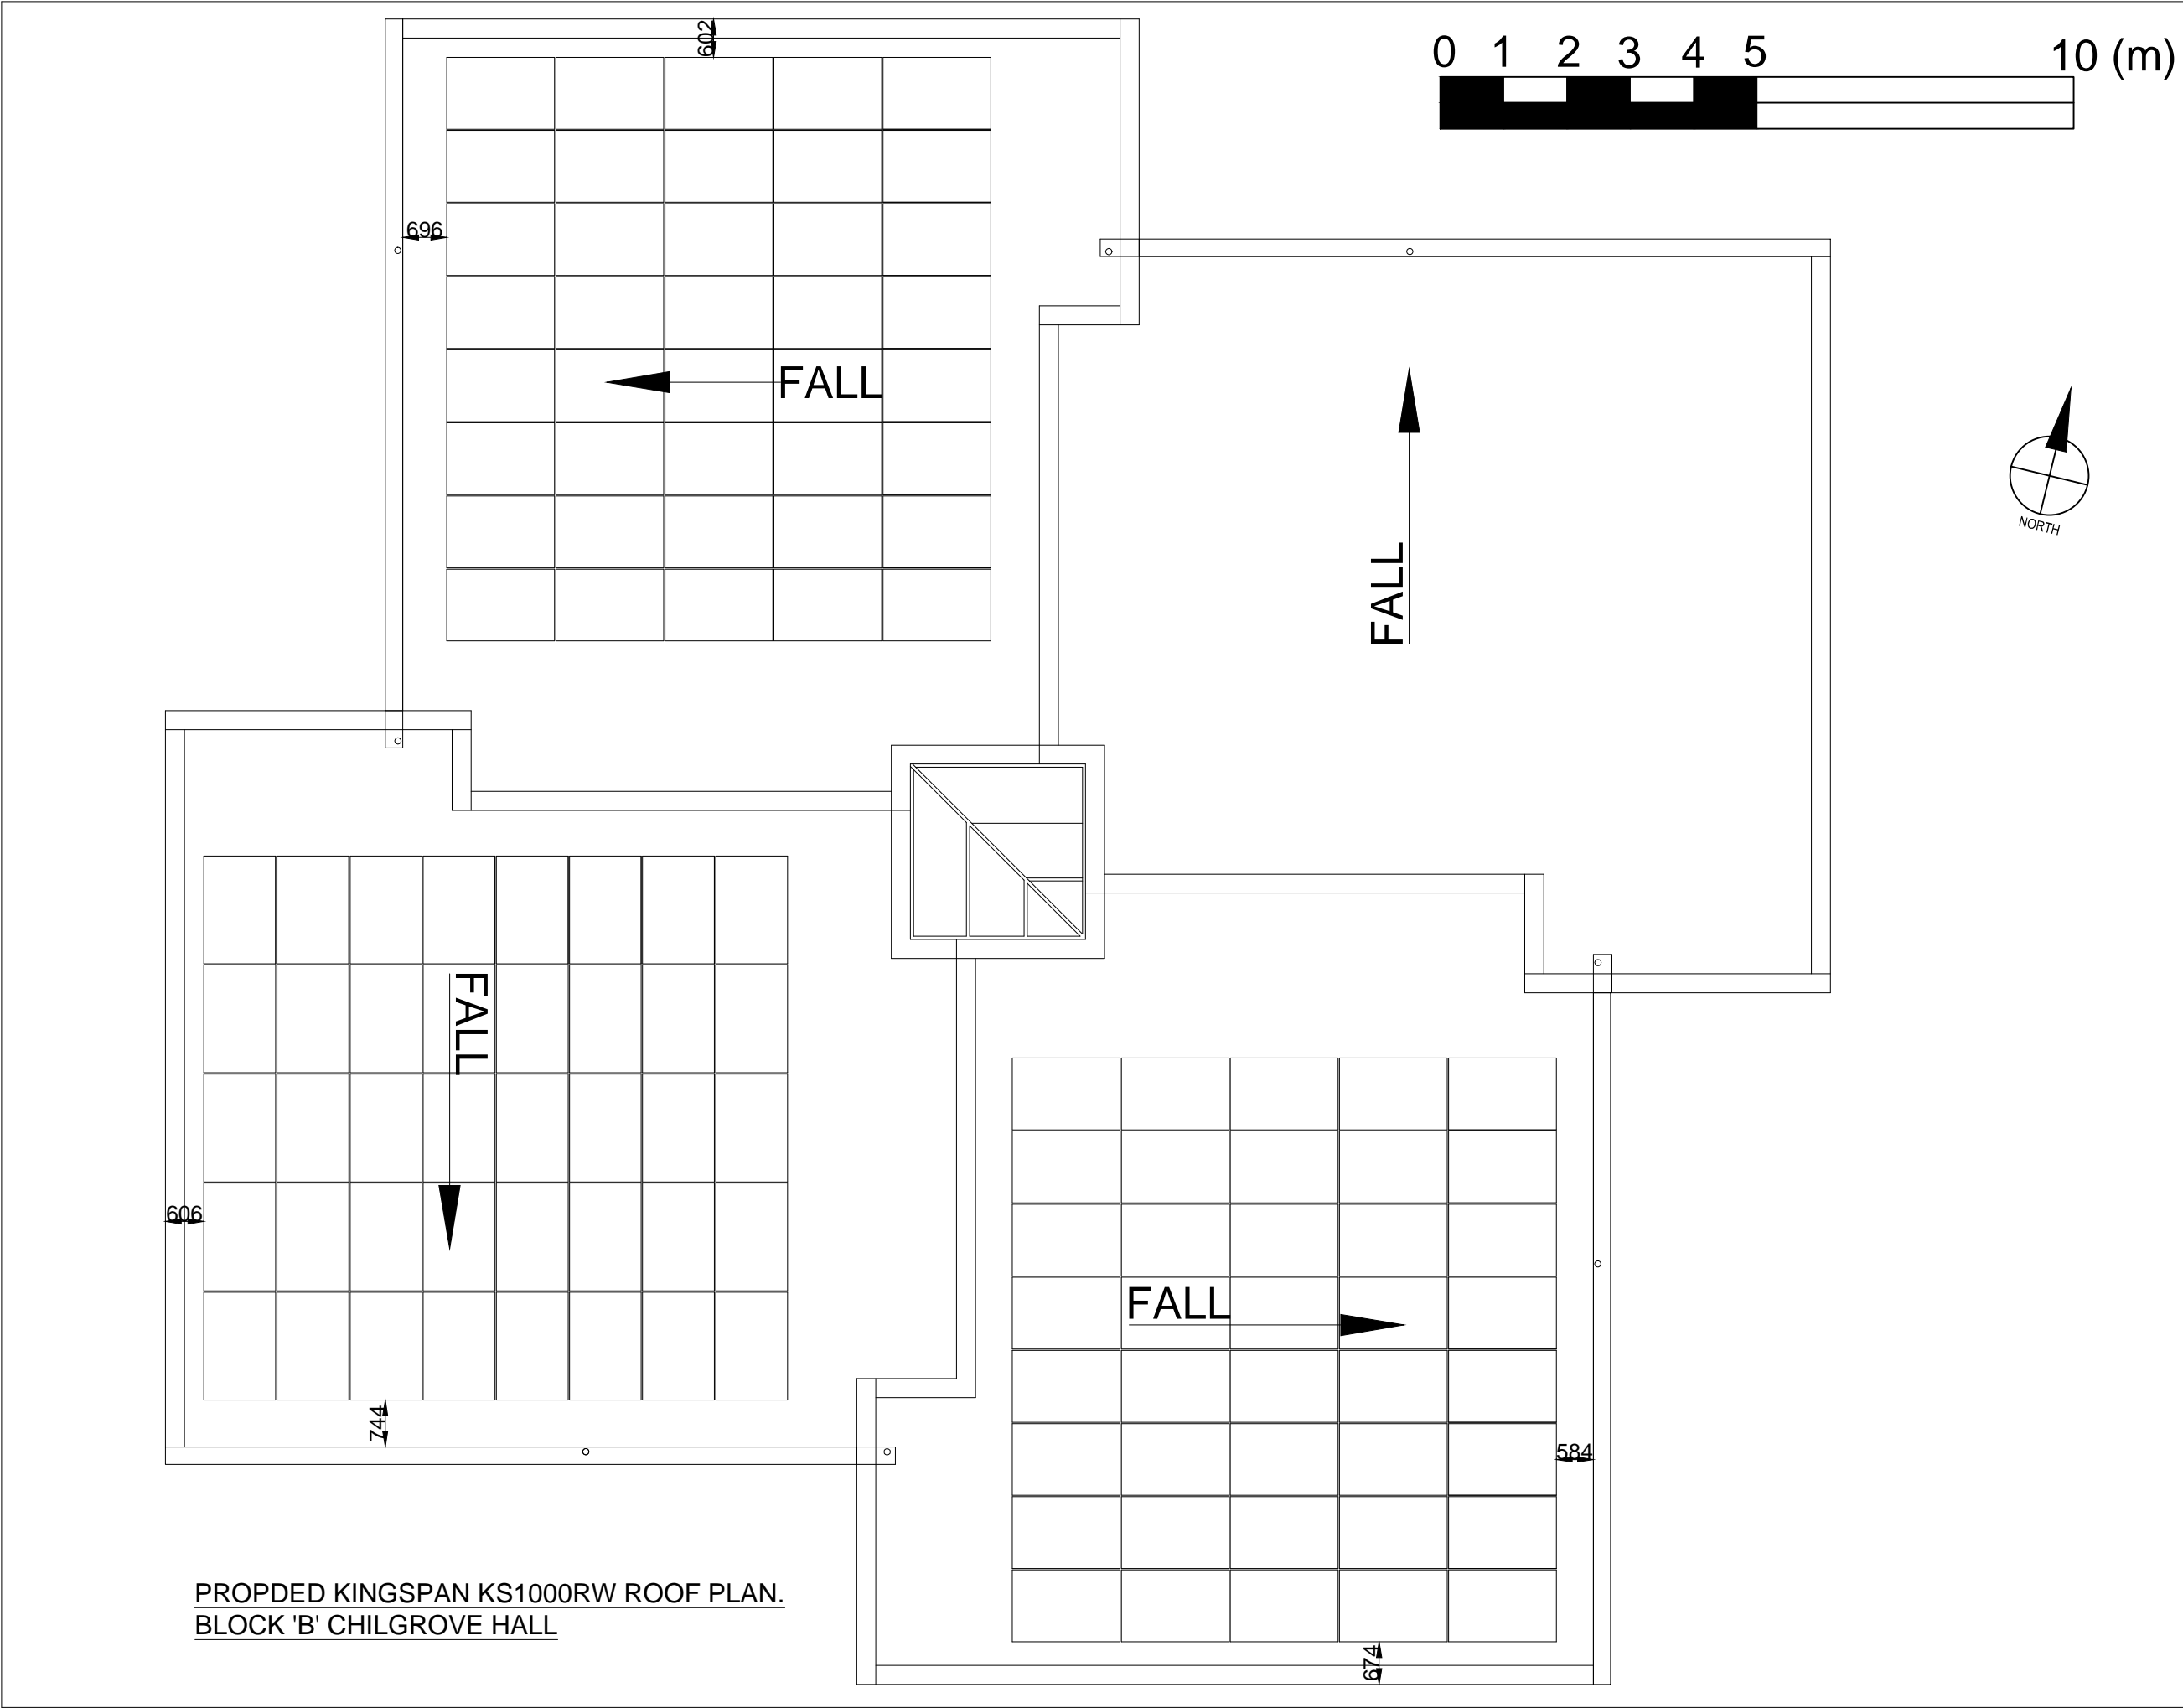 602
0 1 2 3 4 5 10 (m)
696
FALL
FALL
NORTH
FALL
606
FALL
744
584
674
PROPDED KINGSPAN KS1000RW ROOF PLAN.
BLOCK 'B' CHILGROVE HALL